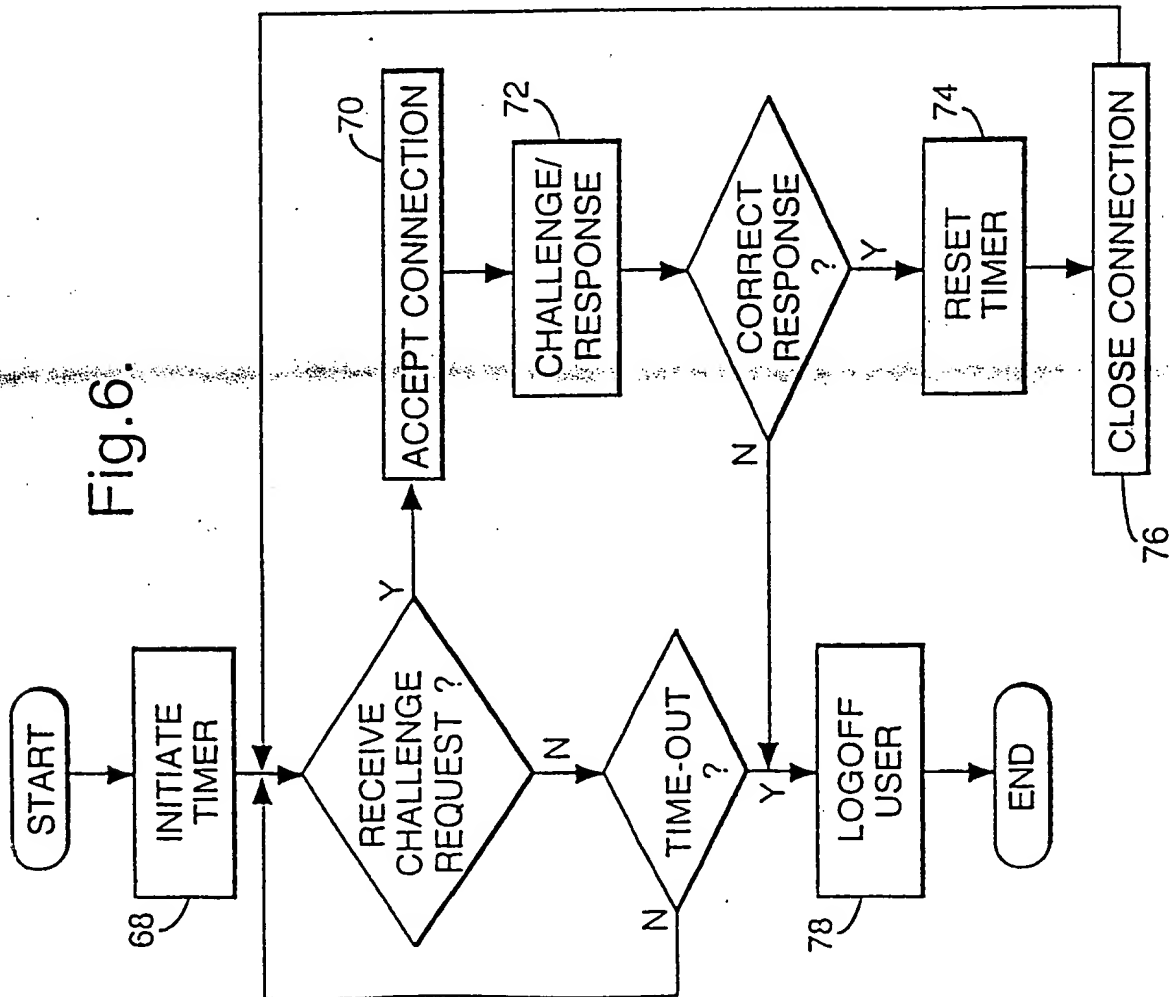 Fig.6.
START
INITIATE
TIMER
68
RECEIVE
CHALLENGE
REQUEST ?
Y
N
TIME-OUT
?
N
Y
LOGOFF
USER
78
END
ACCEPT CONNECTION
70
CHALLENGE/
RESPONSE
72
CORRECT
RESPONSE
?
N
Y
RESET
TIMER
74
CLOSE CONNECTION
76